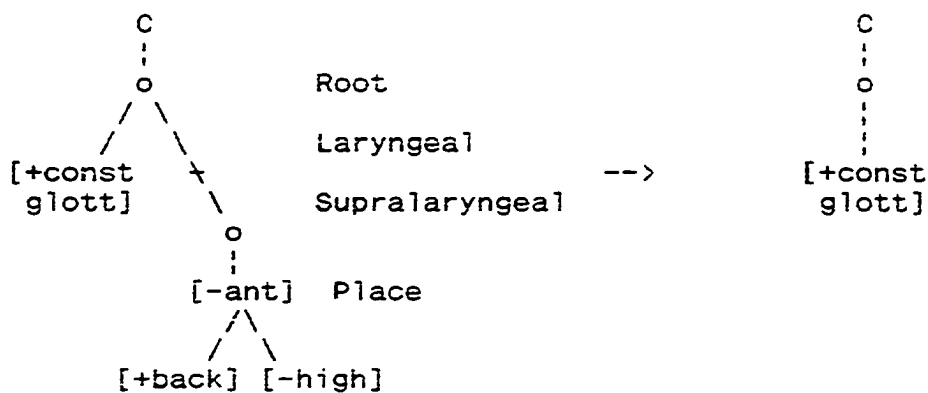 C C
o Root o
Laryngeal
[+const --> [+const
glott] Supralaryngeal glott]
o
[-ant] Place
[+back] [-high]